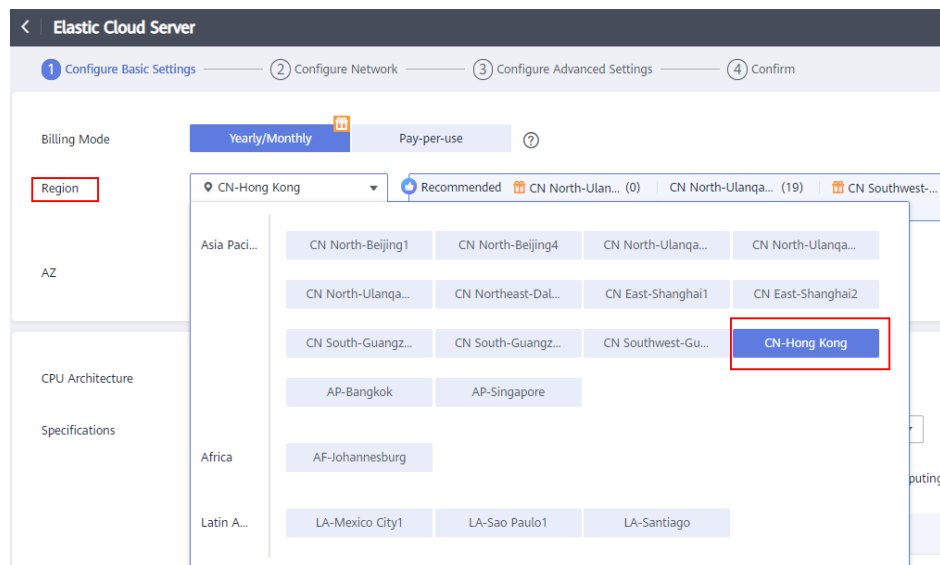 Elastic Cloud Server
1 Configure Basic Settings 2 Configure Network 3 Configure Advanced Settings 4 Confirm
Billing Mode Yearly/Monthly Pay-per-use ?
Region CN-Hong Kong Recommended CN North-Ulan... (0) CN North-Ulanqa... (19) CN Southwest-...
Asia Paci... CN North-Beijing1 CN North-Beijing4 CN North-Ulanqa... CN North-Ulanqa...
AZ
CN North-Ulanqa... CN Northeast-Dal... CN East-Shanghai1 CN East-Shanghai2
CN South-Guangz... CN South-Guangz... CN Southwest-Gu... CN-Hong Kong
CPU Architecture
AP-Bangkok AP-Singapore
Specifications
Africa AF-Johannesburg
puting
Latin A... LA-Mexico City1 LA-Sao Paulo1 LA-Santiago